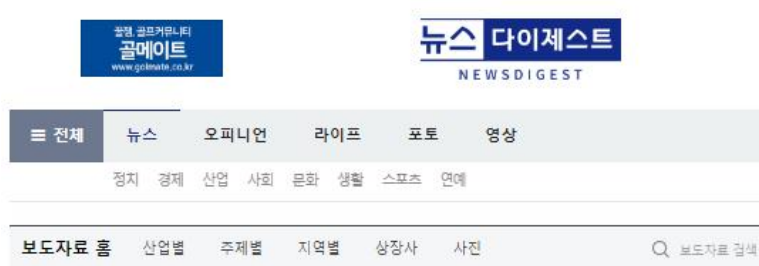 꿀잼, 골프커뮤니티
골메이트
www.golmate.co.kr
뉴스 다이제스트
NEWSDIGEST
전체 뉴스 오피니언 라이프 포토 영상
정치 경제 산업 사회 문화 생활 스포츠 연예
보도자료 홈 산업별 주제별 지역별 상장사 사진 보도자료 검색